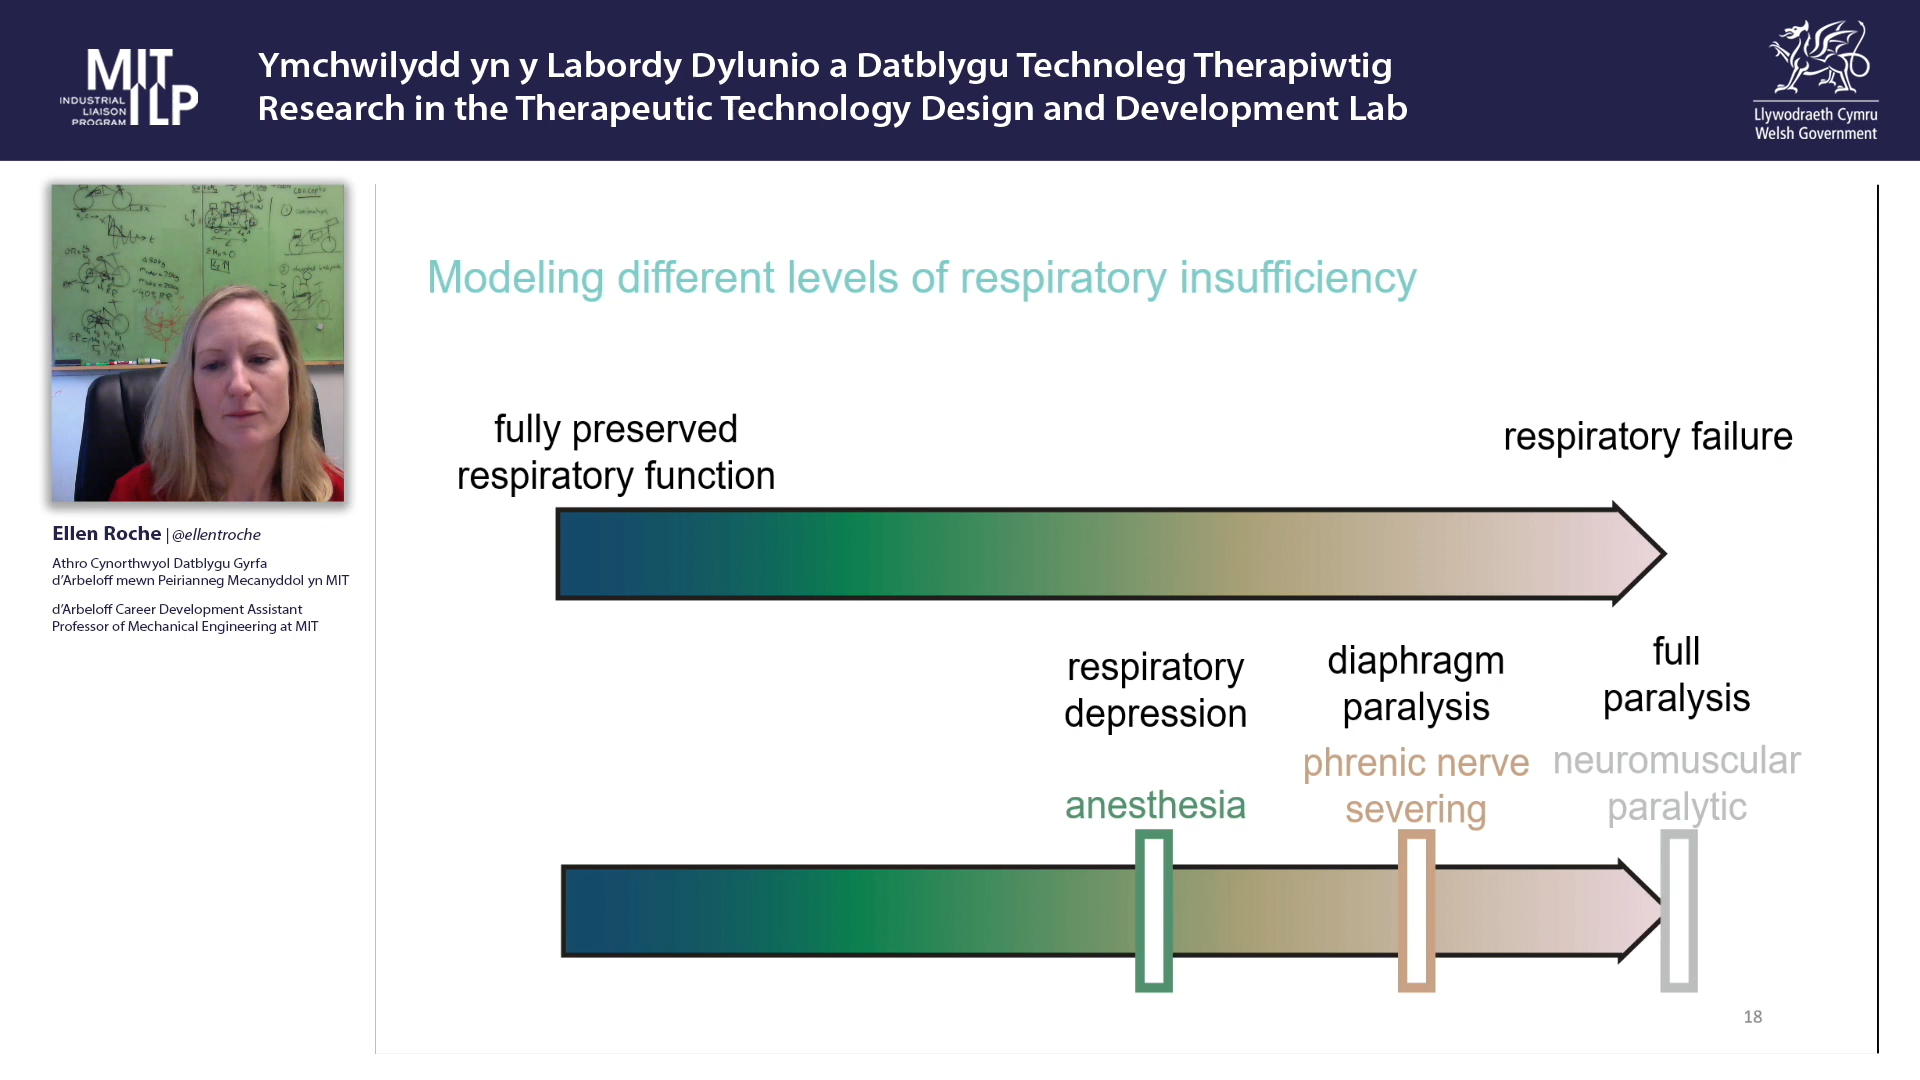 MIT
ILP
INDUSTRIAL
LIAISON
PROGRAM
Ymchwilydd yn y Labordy Dylunio a Datblygu Technoleg Therapiwtig
Research in the Therapeutic Technology Design and Development Lab
Llywodraeth Cymru
Welsh Government
Ellen Roche | @ellentroche
Athro Cynorthwyol Datblygu Gyrfa
d’Arbeloff mewn Peirianneg Mecanyddol yn MIT
d’Arbeloff Career Development Assistant
Professor of Mechanical Engineering at MIT
Modeling different levels of respiratory insufficiency
fully preserved
respiratory function
respiratory failure
respiratory
depression
anesthesia
diaphragm
paralysis
phrenic nerve
severing
full
paralysis
neuromuscular
paralytic
18